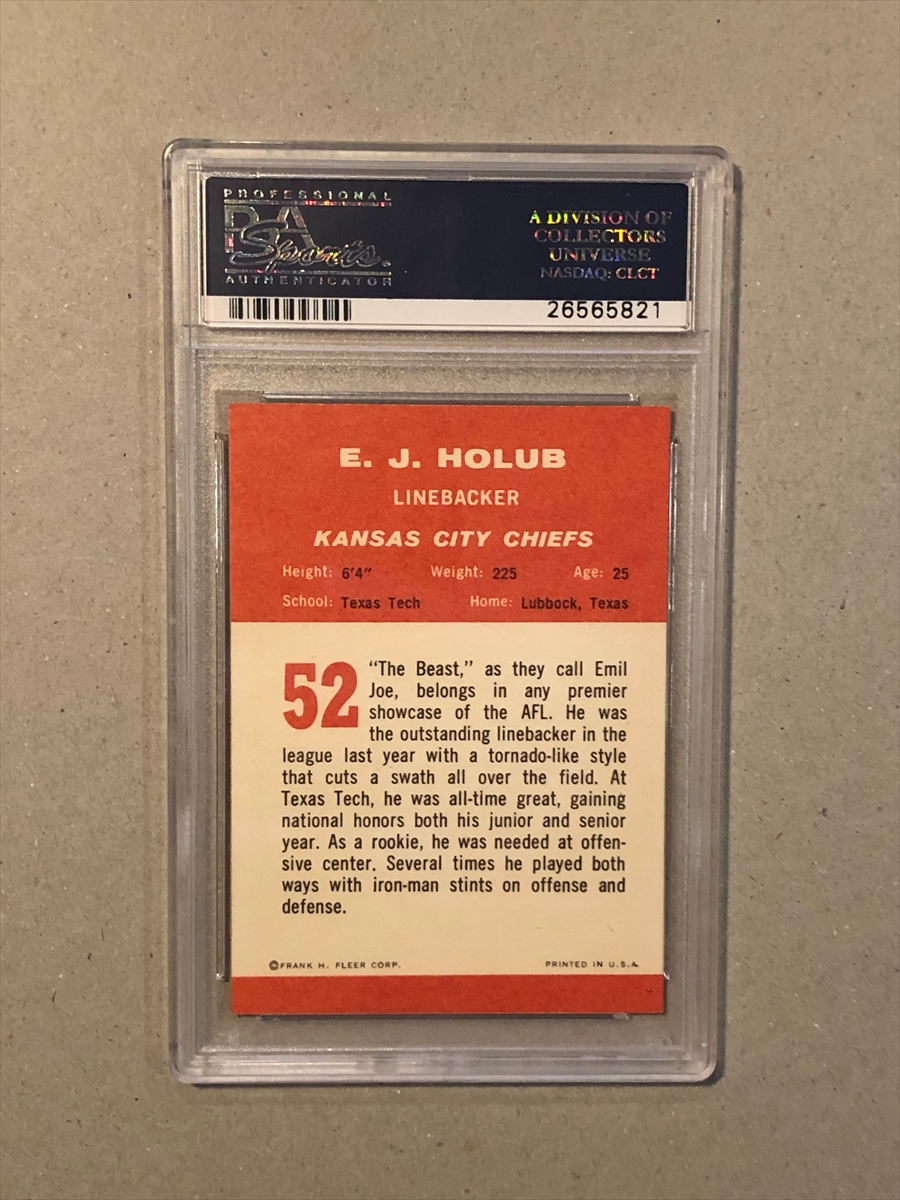 PROFESSIONAL
PSA
Sports.
AUTHENTICATOR
A DIVISION OF
COLLECTORS
UNIVERSE
NASDAQ: CLCT
26565821
E. J. HOLUB
LINEBACKER
KANSAS CITY CHIEFS
Height: 6'4" Weight: 225 Age: 25
School: Texas Tech Home: Lubbock, Texas
52
"The Beast," as they call Emil
Joe, belongs in any premier
showcase of the AFL. He was
the outstanding linebacker in the
league last year with a tornado-like style
that cuts a swath all over the field. At
Texas Tech, he was all-time great, gaining
national honors both his junior and senior
year. As a rookie, he was needed at offen-
sive center. Several times he played both
ways with iron-man stints on offense and
defense.
©FRANK H. FLEER CORP. PRINTED IN U.S.A.